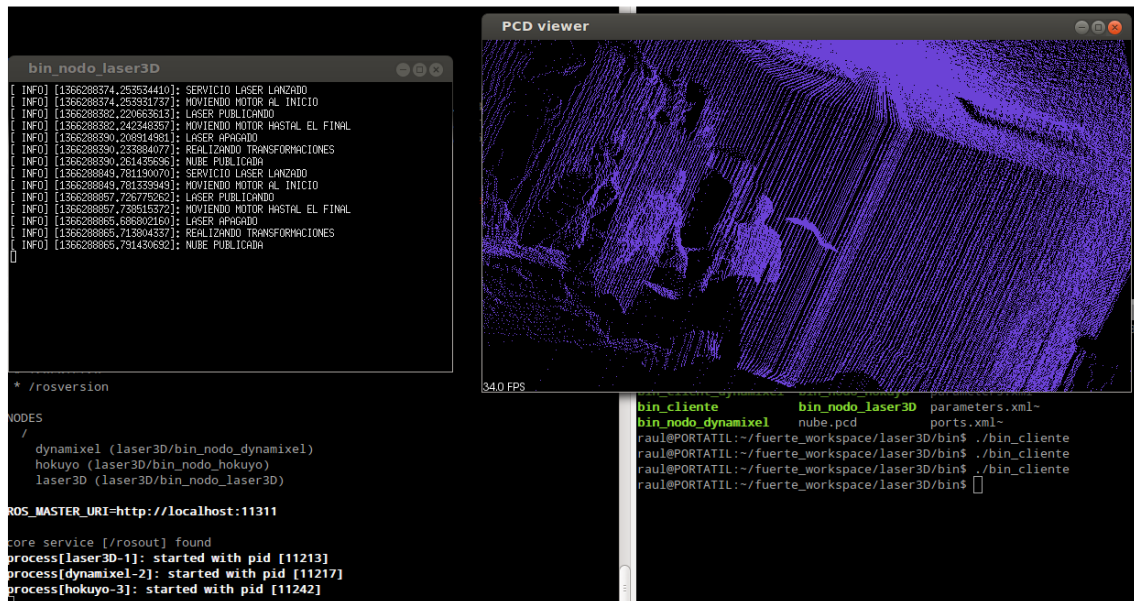 bin_nodo_laser3D
[ INFO] [1366288374.253534410]: SERVICIO LASER LANZADO
[ INFO] [1366288374.253931737]: MOVIENDO MOTOR AL INICIO
[ INFO] [1366288382.220663613]: LASER PUBLICANDO
[ INFO] [1366288382.242348357]: MOVIENDO MOTOR HASTAL EL FINAL
[ INFO] [1366288390.208914981]: LASER APAGADO
[ INFO] [1366288390.233884077]: REALIZANDO TRANSFORMACIONES
[ INFO] [1366288390.261435696]: NUBE PUBLICADA
[ INFO] [1366288849.781190070]: SERVICIO LASER LANZADO
[ INFO] [1366288849.781339949]: MOVIENDO MOTOR AL INICIO
[ INFO] [1366288857.726775262]: LASER PUBLICANDO
[ INFO] [1366288857.738515372]: MOVIENDO MOTOR HASTAL EL FINAL
[ INFO] [1366288865.686802160]: LASER APAGADO
[ INFO] [1366288865.713804337]: REALIZANDO TRANSFORMACIONES
[ INFO] [1366288865.791430692]: NUBE PUBLICADA
* /rosversion
NODES
/
dynamixel (laser3D/bin_nodo_dynamixel)
hokuyo (laser3D/bin_nodo_hokuyo)
laser3D (laser3D/bin_nodo_laser3D)
ROS_MASTER_URI=http://localhost:11311
core service [/rosout] found
process[laser3D-1]: started with pid [11213]
process[dynamixel-2]: started with pid [11217]
process[hokuyo-3]: started with pid [11242]
PCD viewer
34.0 FPS
bin_cliente bin_nodo_laser3D parameters.xml~
bin_nodo_dynamixel nube.pcd ports.xml~
raul@PORTATIL:~/fuerte_workspace/laser3D/bin$ ./bin_cliente
raul@PORTATIL:~/fuerte_workspace/laser3D/bin$ ./bin_cliente
raul@PORTATIL:~/fuerte_workspace/laser3D/bin$ ./bin_cliente
raul@PORTATIL:~/fuerte_workspace/laser3D/bin$